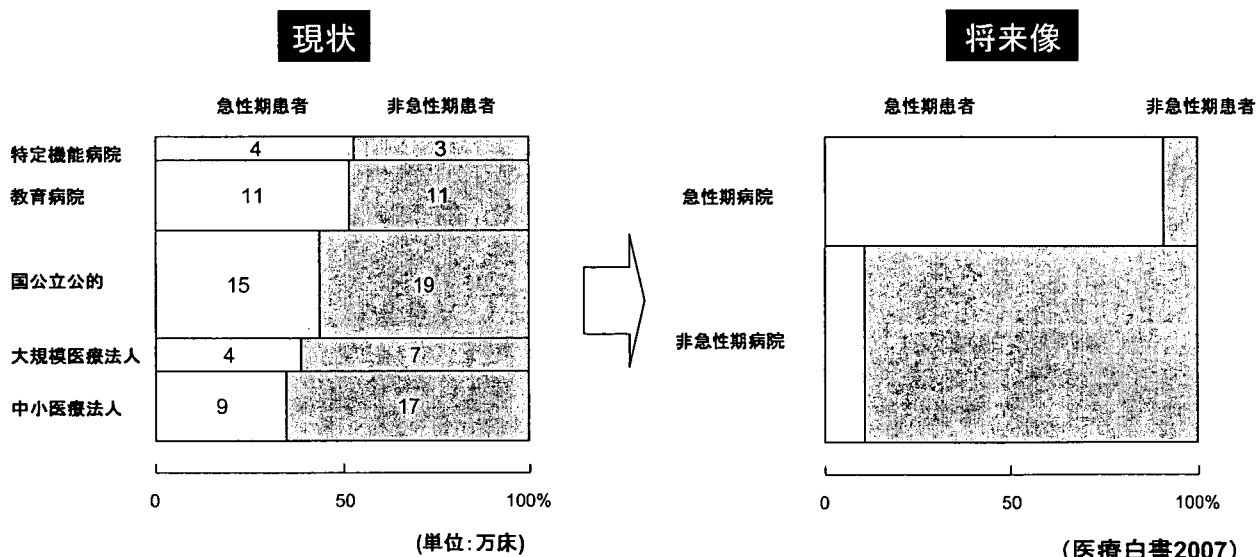 現状
将来像
急性期患者 非急性期患者
急性期患者 非急性期患者
特定機能病院 4 3
教育病院 11 11
国公立公的 15 19
大規模医療法人 4 7
中小医療法人 9 17
0 50 100%
(単位:万床)
急性期病院
非急性期病院
0 50 100%
(医療白書2007)